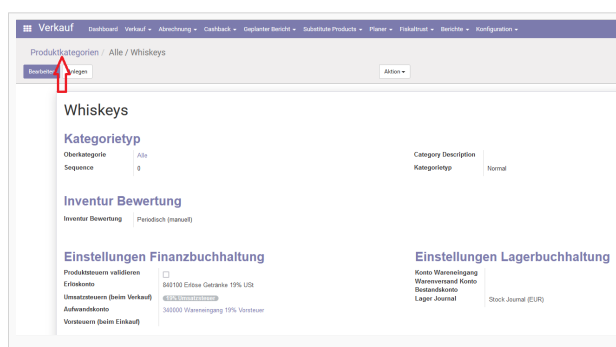 Verkauf Dashboard Verkauf Abrechnung Cashback Geplanter Bericht Substitute Products Planer Fiskaltrust Berichte Konfiguration
Produktkategorien / Alle / Whiskeys
Aktion
Whiskeys
Kategorietyp
Oberkategorie Alle Category Description
Sequence 0 Kategorietyp Normal
Inventur Bewertung
Inventur Bewertung Periodisch (manuell)
Einstellungen Finanzbuchhaltung Einstellungen Lagerbuchhaltung
Produktsteuern validieren Konto Wareneingang
Erlöskonto 840100 Erlöse Getränke 19% USt Warenversand Konto
Bestandskonto
Umsatzsteuern (beim Verkauf) 19% Umsatzsteuer Lager Journal Stock Journal (EUR)
Aufwandskonto 340000 Wareneingang 19% Vorsteuer
Vorsteuern (beim Einkauf)